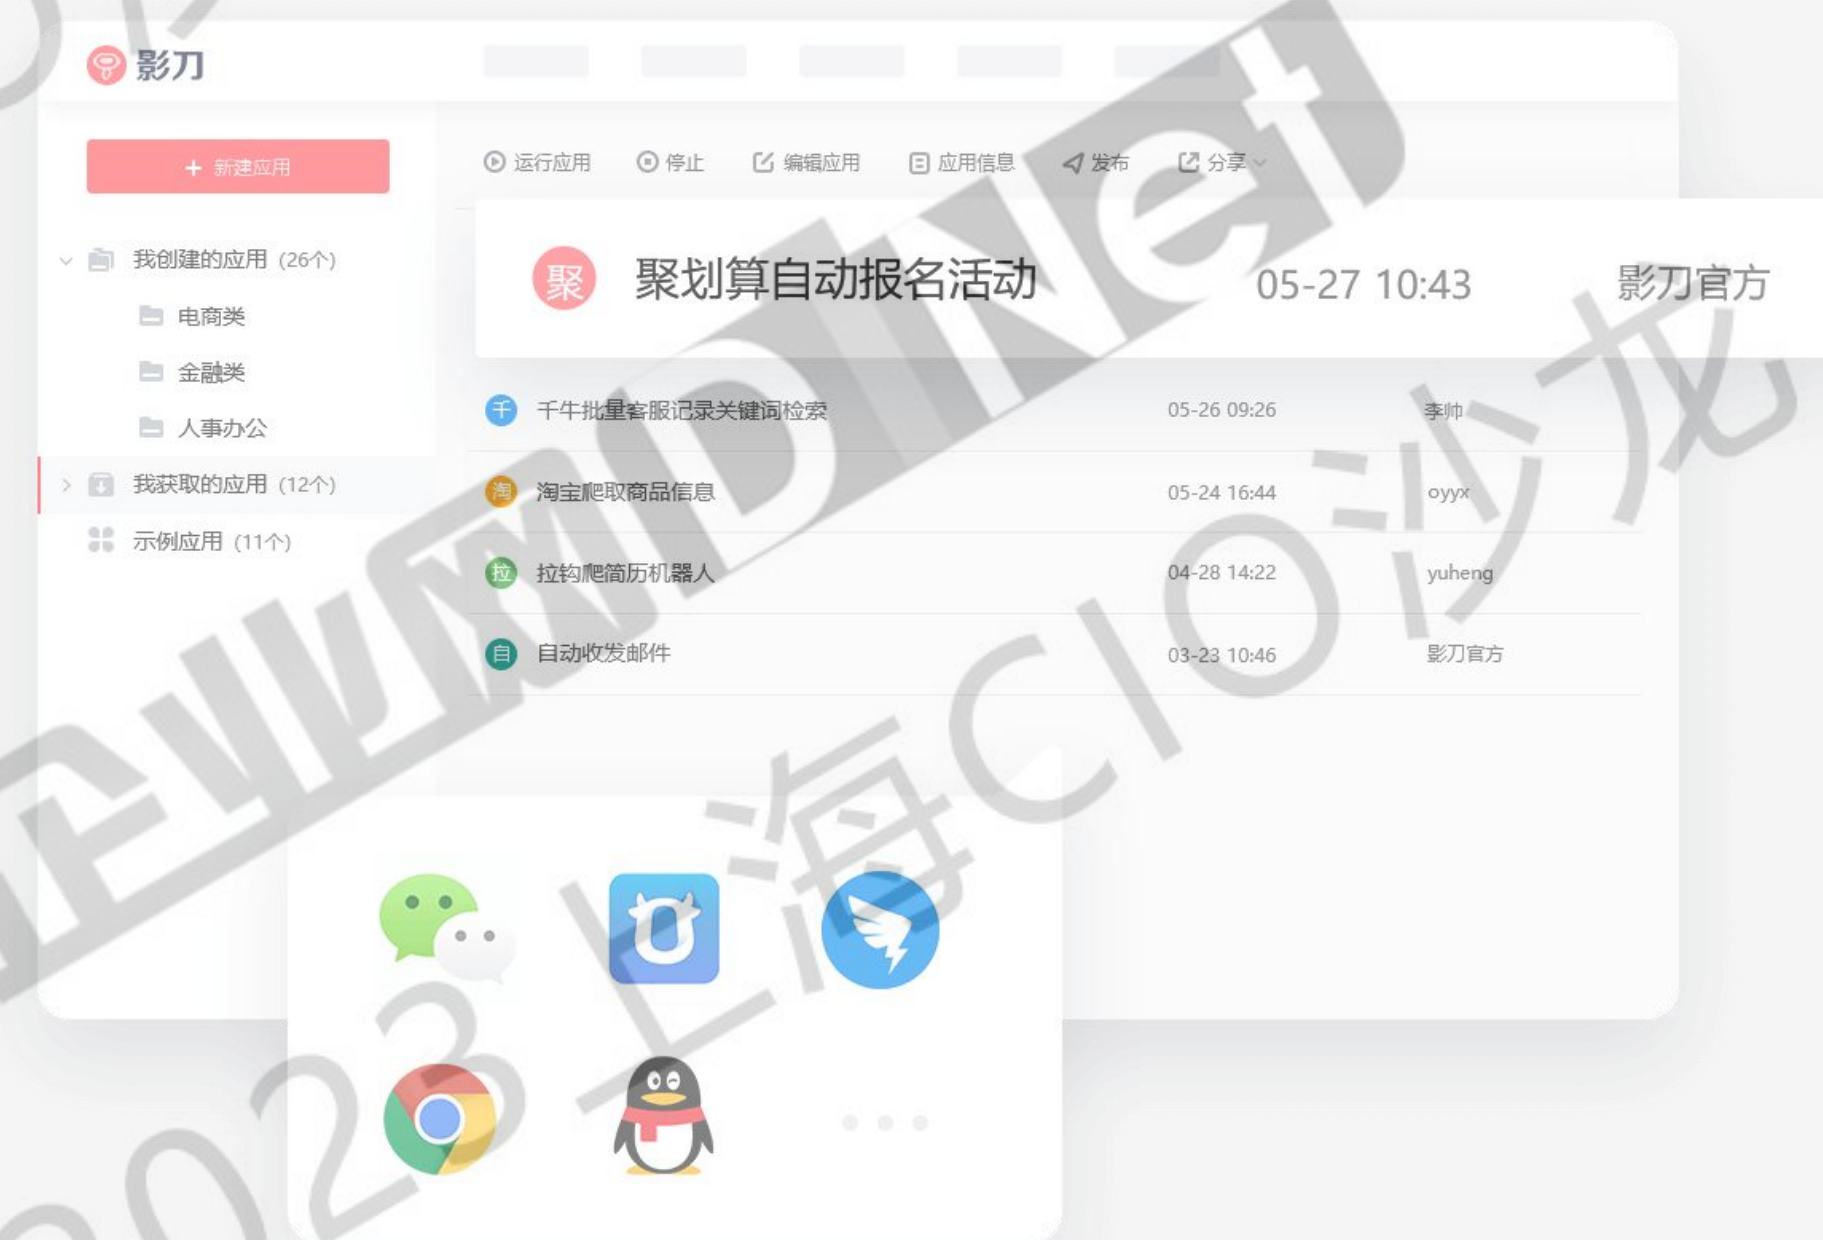 影刀
+ 新建应用
运行应用 停止 编辑应用 应用信息 发布 分享
我创建的应用 (26个)
电商类
金融类
人事办公
我获取的应用 (12个)
示例应用 (11个)
聚 聚划算自动报名活动 05-27 10:43 影刀官方
千 千牛批量客服记录关键词检索 05-26 09:26 李帅
淘 淘宝爬取商品信息 05-24 16:44 oyyx
拉 拉钩爬简历机器人 04-28 14:22 yuheng
自 自动收发邮件 03-23 10:46 影刀官方
企业网D1Net
2023上海CIO沙龙